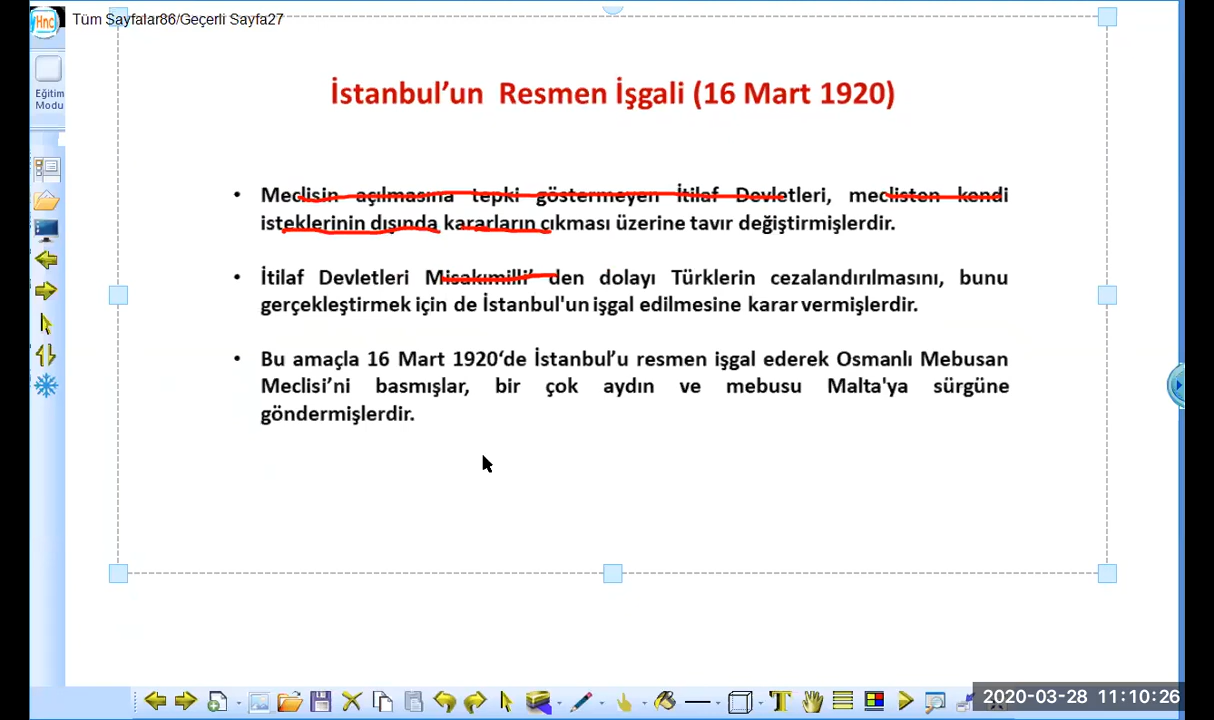 Hnc
Tüm Sayfalar86/Geçerli Sayfa27
Eğitim
Modu
İstanbul’un Resmen İşgali (16 Mart 1920)
• Meclisin açılmasına tepki göstermeyen İtilaf Devletleri, meclisten kendi
isteklerinin dışında kararların çıkması üzerine tavır değiştirmişlerdir.
• İtilaf Devletleri Misakımilli’ den dolayı Türklerin cezalandırılmasını, bunu
gerçekleştirmek için de İstanbul'un işgal edilmesine karar vermişlerdir.
• Bu amaçla 16 Mart 1920‘de İstanbul’u resmen işgal ederek Osmanlı Mebusan
Meclisi’ni basmışlar, bir çok aydın ve mebusu Malta'ya sürgüne
göndermişlerdir.
2020-03-28 11:10:26